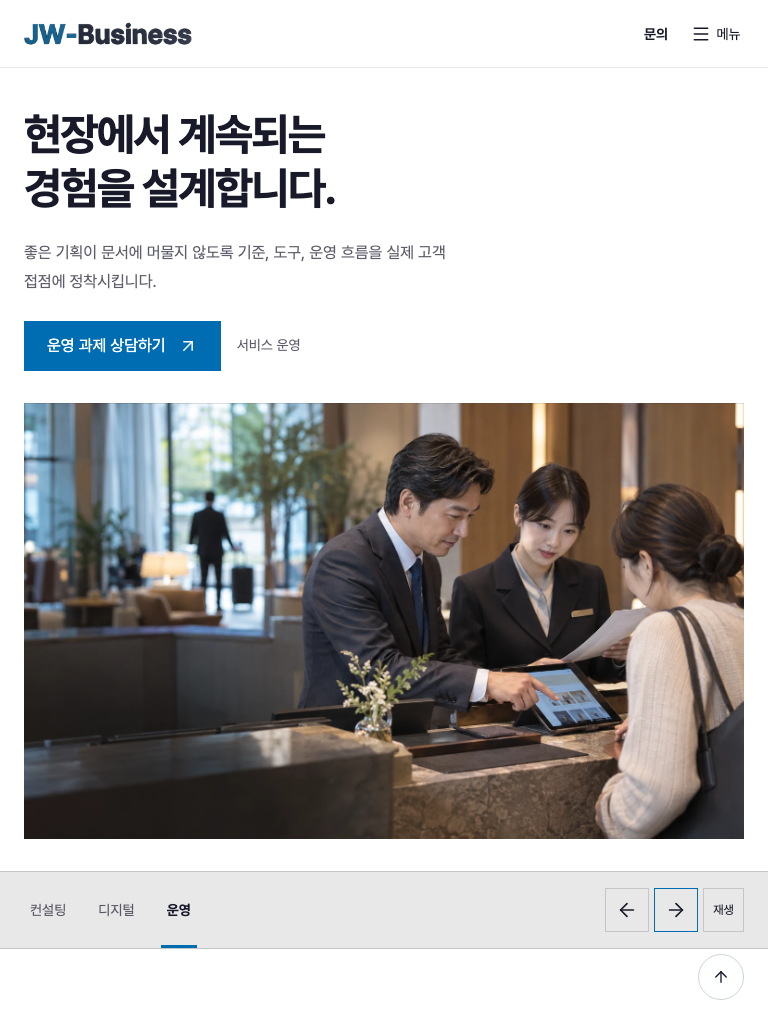 JW-Business
문의
메뉴
현장에서 계속되는
경험을 설계합니다.
좋은 기획이 문서에 머물지 않도록 기준, 도구, 운영 흐름을 실제 고객
접점에 정착시킵니다.
운영 과제 상담하기
서비스 운영
컨설팅
디지털
운영
재생